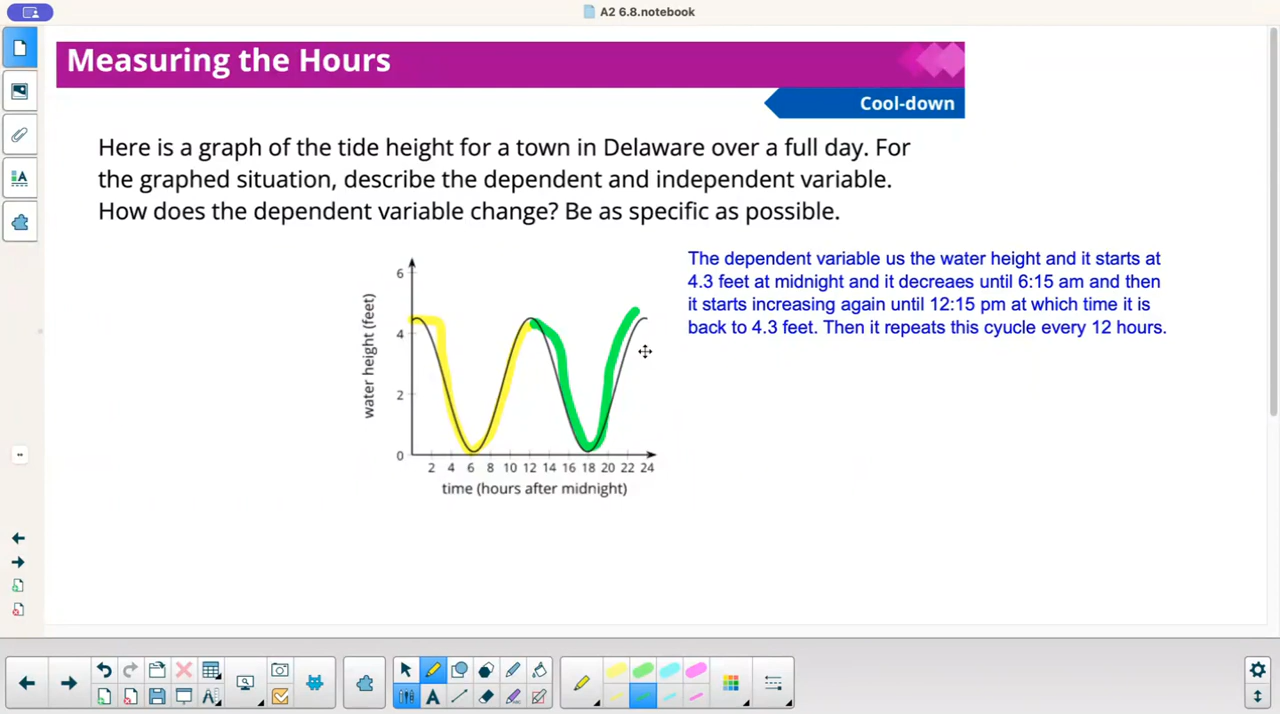 A2 6.8.notebook
Measuring the Hours
Cool-down
Here is a graph of the tide height for a town in Delaware over a full day. For
the graphed situation, describe the dependent and independent variable.
How does the dependent variable change? Be as specific as possible.
The dependent variable us the water height and it starts at
4.3 feet at midnight and it decreaes until 6:15 am and then
it starts increasing again until 12:15 pm at which time it is
back to 4.3 feet. Then it repeats this cyucle every 12 hours.
water height (feet)
6
4
2
0
2 4 6 8 10 12 14 16 18 20 22 24
time (hours after midnight)
A
A
A